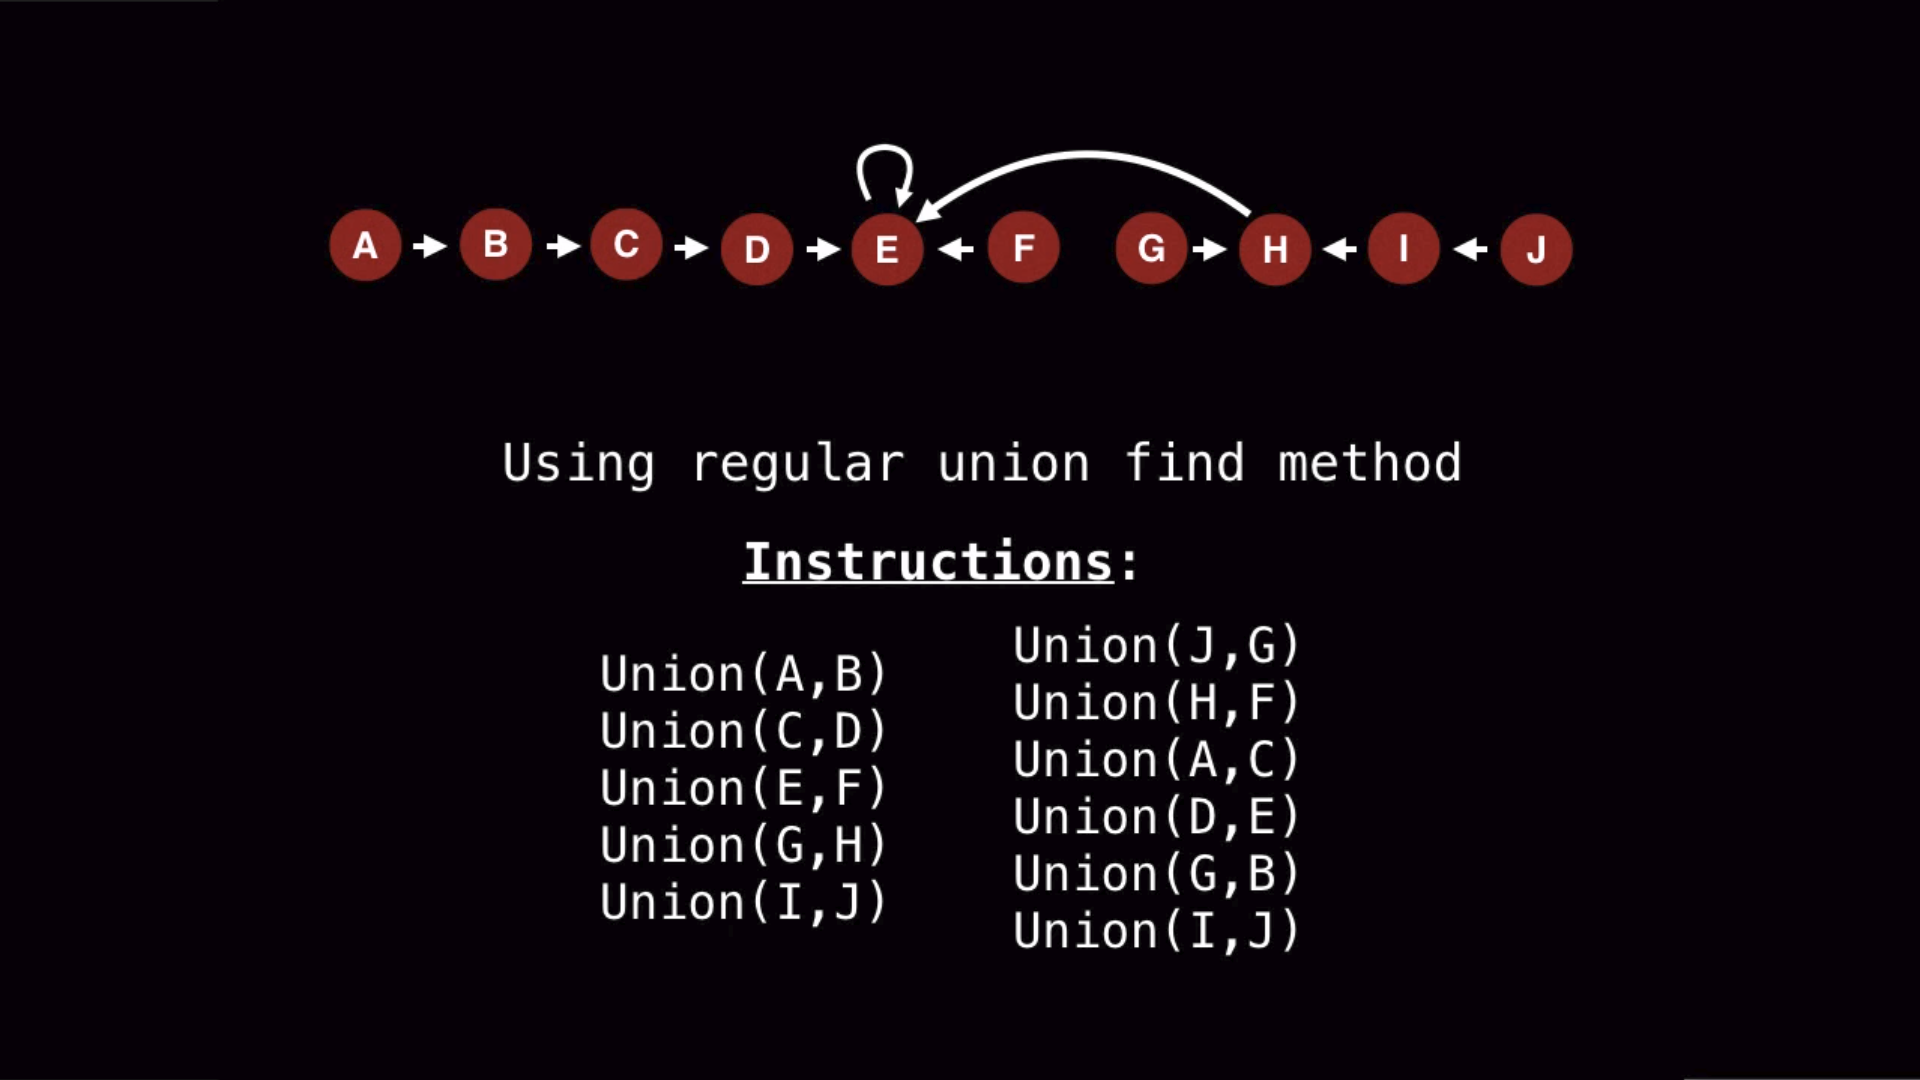 A B C D E F G H I J
Using regular union find method
Instructions:
Union(A,B)
Union(C,D)
Union(E,F)
Union(G,H)
Union(I,J)
Union(J,G)
Union(H,F)
Union(A,C)
Union(D,E)
Union(G,B)
Union(I,J)